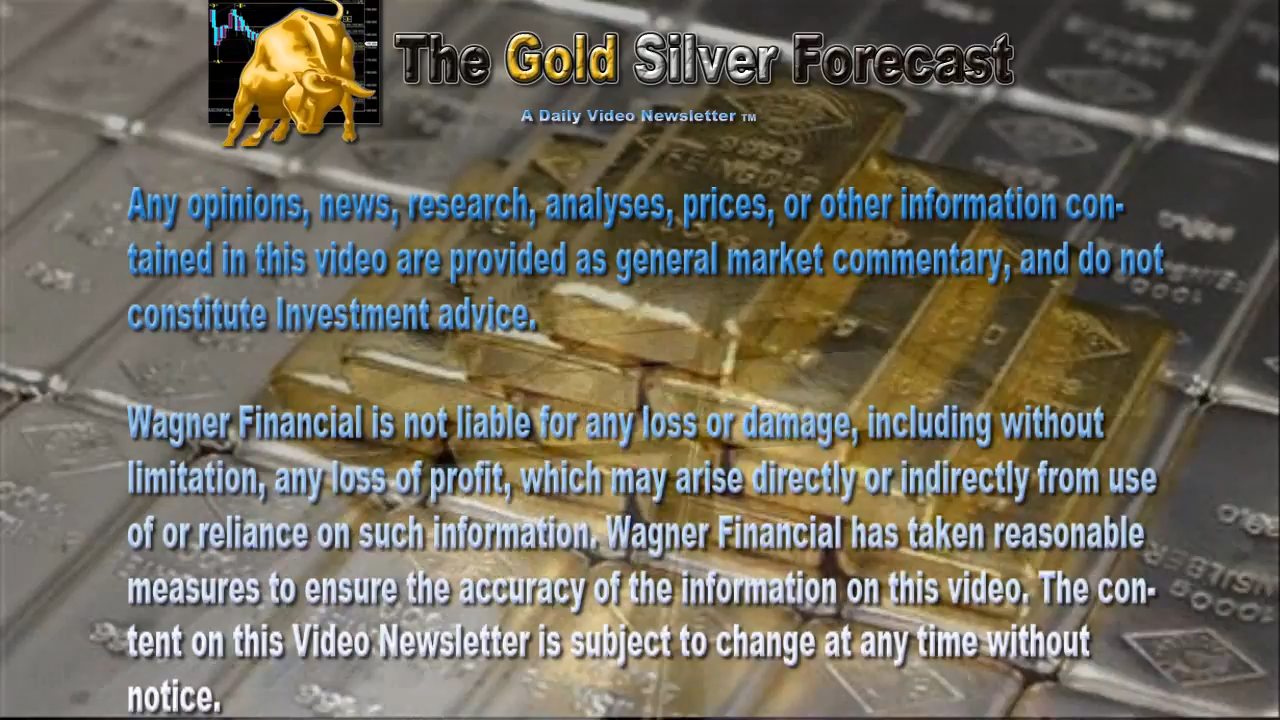 The Gold Silver Forecast
A Daily Video Newsletter TM
Any opinions, news, research, analyses, prices, or other information con-
tained in this video are provided as general market commentary, and do not
constitute Investment advice.
Wagner Financial is not liable for any loss or damage, including without
limitation, any loss of profit, which may arise directly or indirectly from use
of or reliance on such information. Wagner Financial has taken reasonable
measures to ensure the accuracy of the information on this video. The con-
tent on this Video Newsletter is subject to change at any time without
notice.